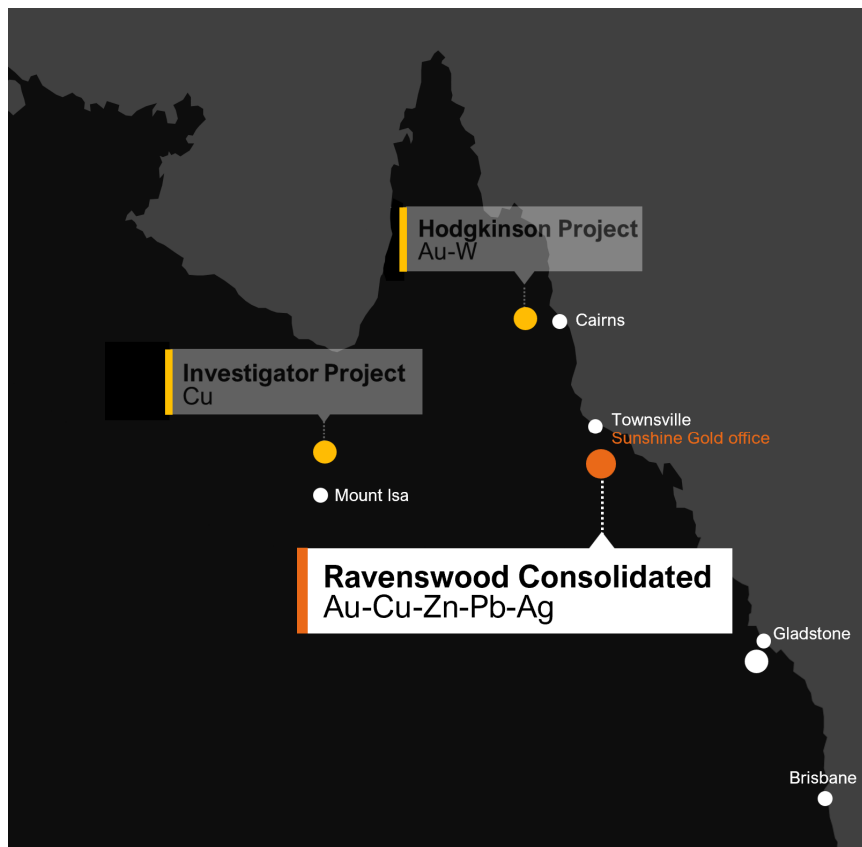 Hodgkinson Project
Au-W
Cairns
Investigator Project
Cu
Townsville
Sunshine Gold office
Mount Isa
Ravenswood Consolidated
Au-Cu-Zn-Pb-Ag
Gladstone
Brisbane